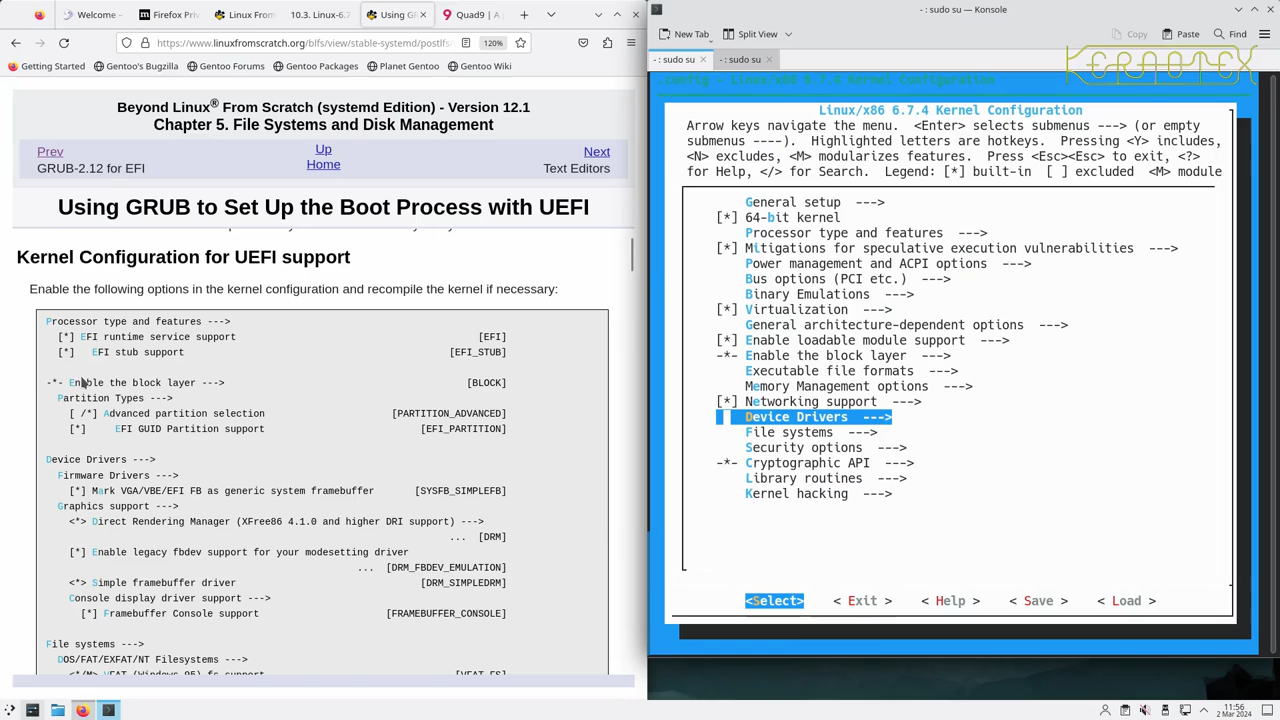 Welcome –
Firefox Pri
Linux From
10.3. Linux-6.7
Using GR
Quad9 | A
https://www.linuxfromscratch.org/blfs/view/stable-systemd/postlfs
120%
Getting Started
Gentoo's Bugzilla
Gentoo Forums
Gentoo Packages
Planet Gentoo
Gentoo Wiki
Beyond Linux® From Scratch (systemd Edition) - Version 12.1
Chapter 5. File Systems and Disk Management
Prev Up Next
GRUB-2.12 for EFI Home Text Editors
Using GRUB to Set Up the Boot Process with UEFI
Kernel Configuration for UEFI support
Enable the following options in the kernel configuration and recompile the kernel if necessary:
Processor type and features --->
[*] EFI runtime service support [EFI]
[*] EFI stub support [EFI_STUB]
-*- Enable the block layer ---> [BLOCK]
Partition Types --->
[ /*] Advanced partition selection [PARTITION_ADVANCED]
[*] EFI GUID Partition support [EFI_PARTITION]
Device Drivers --->
Firmware Drivers --->
[*] Mark VGA/VBE/EFI FB as generic system framebuffer [SYSFB_SIMPLEFB]
Graphics support --->
<*> Direct Rendering Manager (XFree86 4.1.0 and higher DRI support) --->
... [DRM]
[*] Enable legacy fbdev support for your modesetting driver
... [DRM_FBDEV_EMULATION]
<*> Simple framebuffer driver [DRM_SIMPLEDRM]
Console display driver support --->
[*] Framebuffer Console support [FRAMEBUFFER_CONSOLE]
File systems --->
DOS/FAT/EXFAT/NT Filesystems --->
<*/M> VFAT (Windows-95) fs support [VFAT_FS]
- : sudo su — Konsole
New Tab
Split View
Copy
Paste
Find
- : sudo su
- : sudo su
KERNOTEX
.config - Linux/x86 6.7.4 Kernel Configuration
Linux/x86 6.7.4 Kernel Configuration
Arrow keys navigate the menu. <Enter> selects submenus ---> (or empty
submenus ----). Highlighted letters are hotkeys. Pressing <Y> includes,
<N> excludes, <M> modularizes features. Press <Esc><Esc> to exit, <?>
for Help, </> for Search. Legend: [*] built-in [ ] excluded <M> module
General setup --->
[*] 64-bit kernel
Processor type and features --->
[*] Mitigations for speculative execution vulnerabilities --->
Power management and ACPI options --->
Bus options (PCI etc.) --->
Binary Emulations --->
[*] Virtualization --->
General architecture-dependent options --->
[*] Enable loadable module support --->
-*- Enable the block layer --->
Executable file formats --->
Memory Management options --->
[*] Networking support --->
Device Drivers --->
File systems --->
Security options --->
-*- Cryptographic API --->
Library routines --->
Kernel hacking --->
<Select> < Exit > < Help > < Save > < Load >
11:56
2 Mar 2024